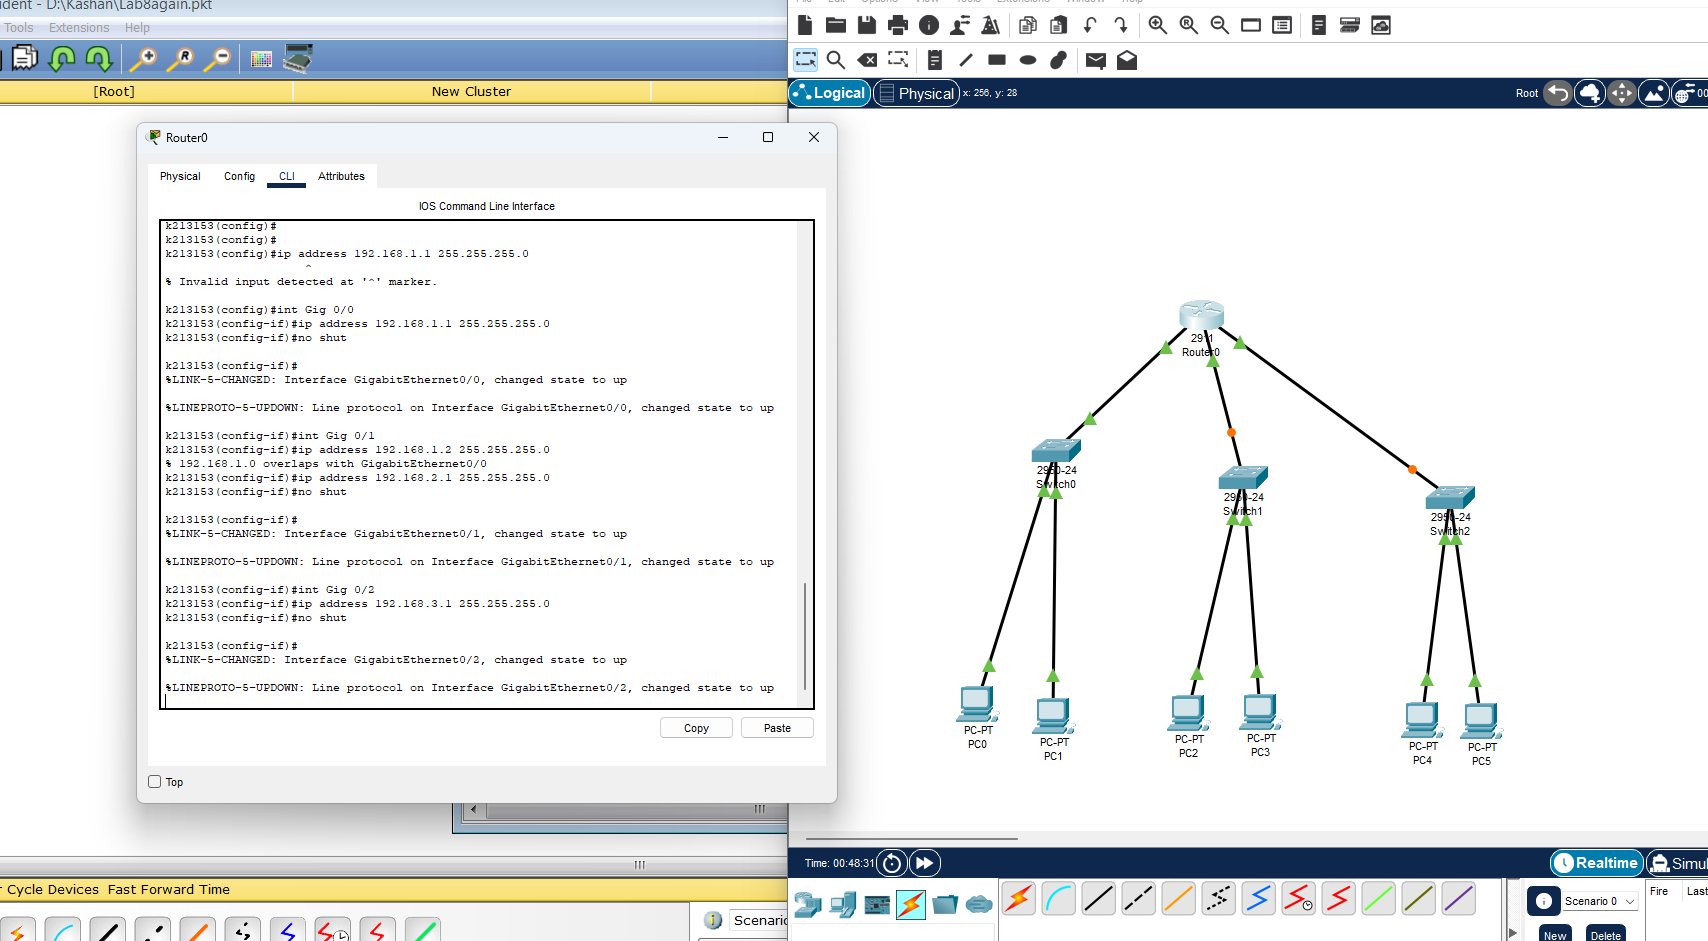 ident - D:\Kashan\Lab8again.pkt
Tools Extensions Help
[Root] New Cluster
Logical Physical x: 256, y: 28 Root
Router0
Physical Config CLI Attributes
IOS Command Line Interface
k213153(config)#
k213153(config)#
k213153(config)#ip address 192.168.1.1 255.255.255.0
^
% Invalid input detected at '^' marker.
k213153(config)#int Gig 0/0
k213153(config-if)#ip address 192.168.1.1 255.255.255.0
k213153(config-if)#no shut
k213153(config-if)#
%LINK-5-CHANGED: Interface GigabitEthernet0/0, changed state to up
%LINEPROTO-5-UPDOWN: Line protocol on Interface GigabitEthernet0/0, changed state to up
k213153(config-if)#int Gig 0/1
k213153(config-if)#ip address 192.168.1.2 255.255.255.0
% 192.168.1.0 overlaps with GigabitEthernet0/0
k213153(config-if)#ip address 192.168.2.1 255.255.255.0
k213153(config-if)#no shut
k213153(config-if)#
%LINK-5-CHANGED: Interface GigabitEthernet0/1, changed state to up
%LINEPROTO-5-UPDOWN: Line protocol on Interface GigabitEthernet0/1, changed state to up
k213153(config-if)#int Gig 0/2
k213153(config-if)#ip address 192.168.3.1 255.255.255.0
k213153(config-if)#no shut
k213153(config-if)#
%LINK-5-CHANGED: Interface GigabitEthernet0/2, changed state to up
%LINEPROTO-5-UPDOWN: Line protocol on Interface GigabitEthernet0/2, changed state to up
Copy Paste
Top
2911
Router0
2950-24
Switch0
2950-24
Switch1
2950-24
Switch2
PC-PT
PC0
PC-PT
PC1
PC-PT
PC2
PC-PT
PC3
PC-PT
PC4
PC-PT
PC5
Time: 00:48:31 Realtime Simul
r Cycle Devices Fast Forward Time
Scenario
Scenario 0
Fire Last
New Delete